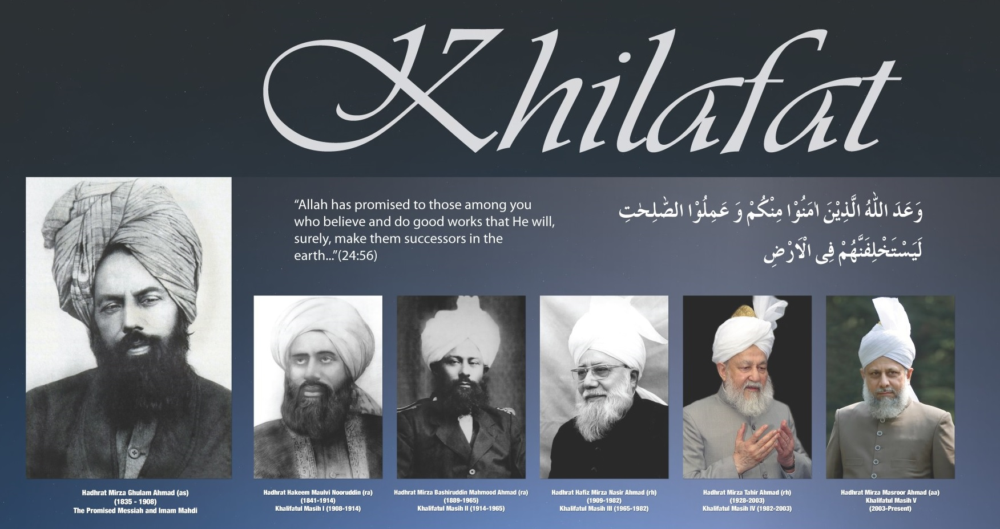 Khilafat
“Allah has promised to those among you
who believe and do good works that He will,
surely, make them successors in the
earth...”(24:56)
وَعَدَ اللّٰهُ الَّذِيْنَ اٰمَنُوْا مِنْكُمْ وَ عَمِلُوْا الصّٰلِحٰتِ
لَيَسْتَخْلِفَنَّهُمْ فِى الْاَرْضِ
Hadhrat Mirza Ghulam Ahmad (as)
(1835 - 1908)
The Promised Messiah and Imam Mahdi
Hadhrat Hakeem Maulvi Nooruddin (ra)
(1841-1914)
Khalifatul Masih I (1908-1914)
Hadhrat Mirza Bashiruddin Mahmood Ahmad (ra)
(1889-1965)
Khalifatul Masih II (1914-1965)
Hadhrat Hafiz Mirza Nasir Ahmad (rh)
(1909-1982)
Khalifatul Masih III (1965-1982)
Hadhrat Mirza Tahir Ahmad (rh)
(1928-2003)
Khalifatul Masih IV (1982-2003)
Hadhrat Mirza Masroor Ahmad (aa)
Khalifatul Masih V
(2003-Present)